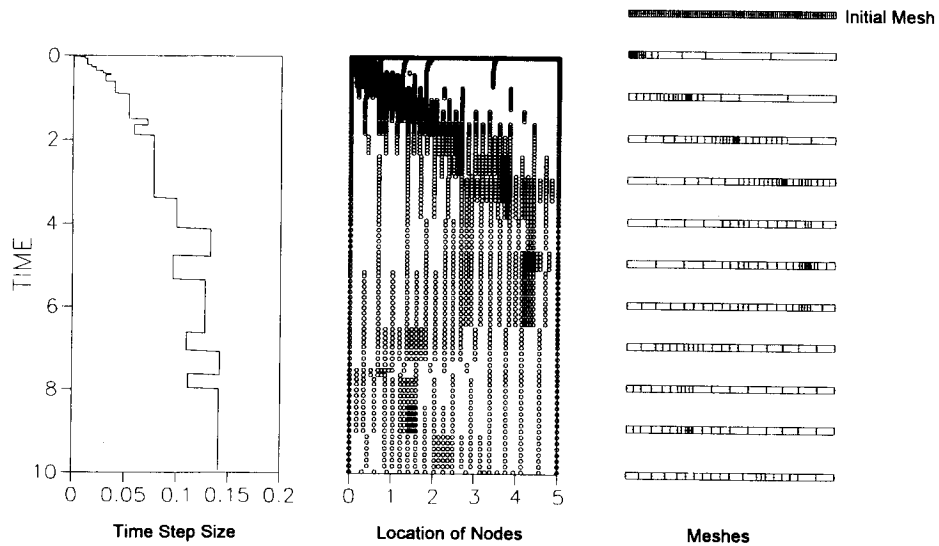 Initial Mesh
0
2
4
6
8
10
TIME
0 0.05 0.1 0.15 0.2
Time Step Size
0 1 2 3 4 5
Location of Nodes
Meshes